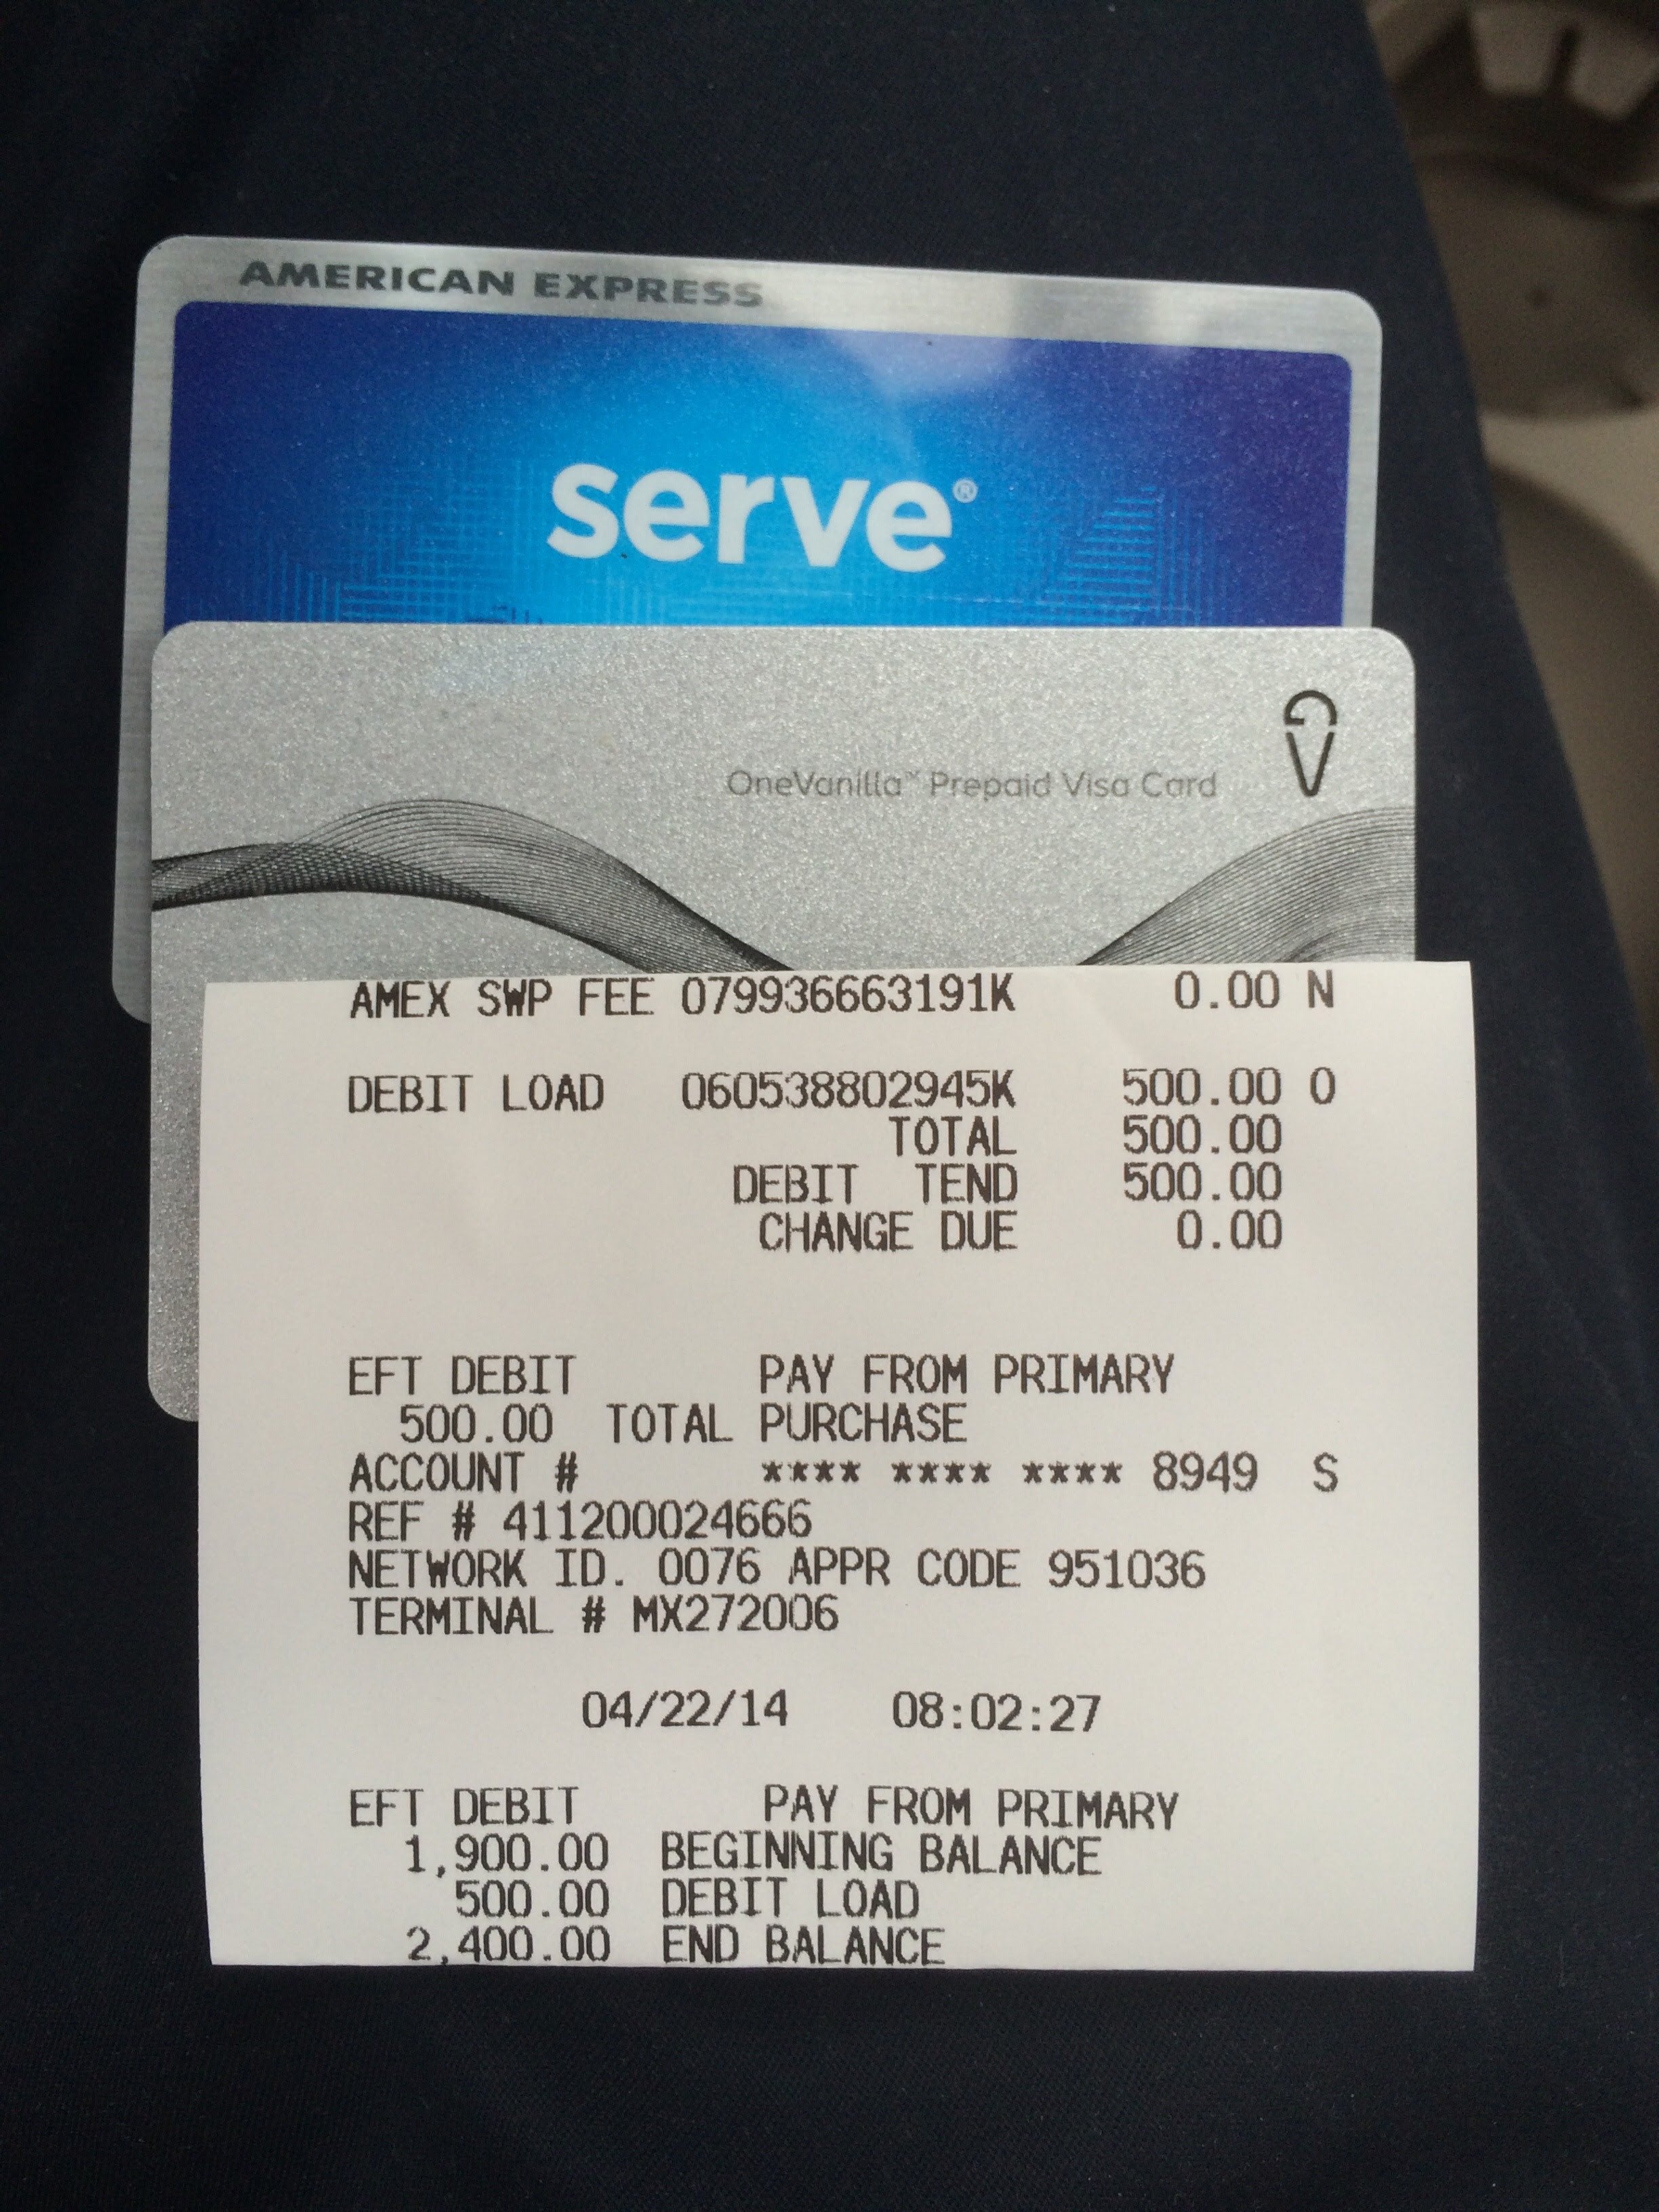 AMERICAN EXPRESS
serve®
OneVanilla™ Prepaid Visa Card
AMEX SWP FEE 079936663191K 0.00 N
DEBIT LOAD 060538802945K 500.00 O
TOTAL 500.00
DEBIT TEND 500.00
CHANGE DUE 0.00
EFT DEBIT PAY FROM PRIMARY
500.00 TOTAL PURCHASE
ACCOUNT # **** **** **** 8949 S
REF # 411200024666
NETWORK ID. 0076 APPR CODE 951036
TERMINAL # MX272006
04/22/14 08:02:27
EFT DEBIT PAY FROM PRIMARY
1,900.00 BEGINNING BALANCE
500.00 DEBIT LOAD
2,400.00 END BALANCE